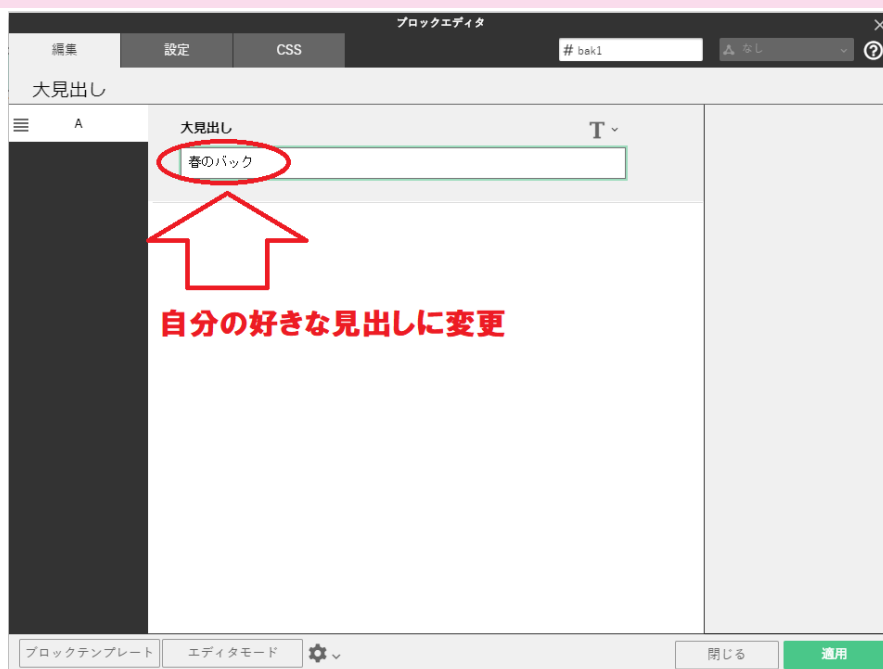 ブロックエディタ
編集 設定 CSS # bak1 なし
大見出し
A
大見出し T
春のバック
自分の好きな見出しに変更
ブロックテンプレート エディタモード 閉じる 適用